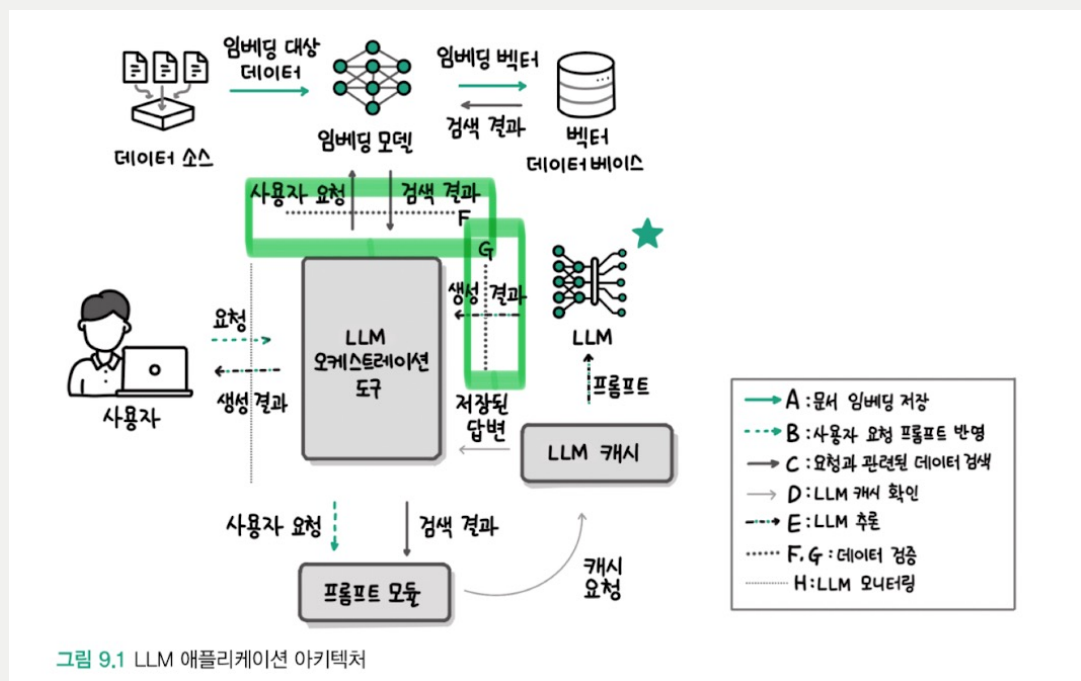 임베딩 대상
데이터
임베딩 벡터
검색 결과
데이터 소스
임베딩 모델
벡터
데이터베이스
사용자 요청
검색 결과
F
G
생성 결과
LLM
요청
LLM
오케스트레이션
도구
생성 결과
사용자
프롬프트
저장된
답변
LLM 캐시
사용자 요청
검색 결과
캐시
요청
프롬프트 모듈
A : 문서 임베딩 저장
B : 사용자 요청 프롬프트 반영
C : 요청과 관련된 데이터 검색
D : LLM 캐시 확인
E : LLM 추론
F, G : 데이터 검증
H : LLM 모니터링
그림 9.1 LLM 애플리케이션 아키텍처